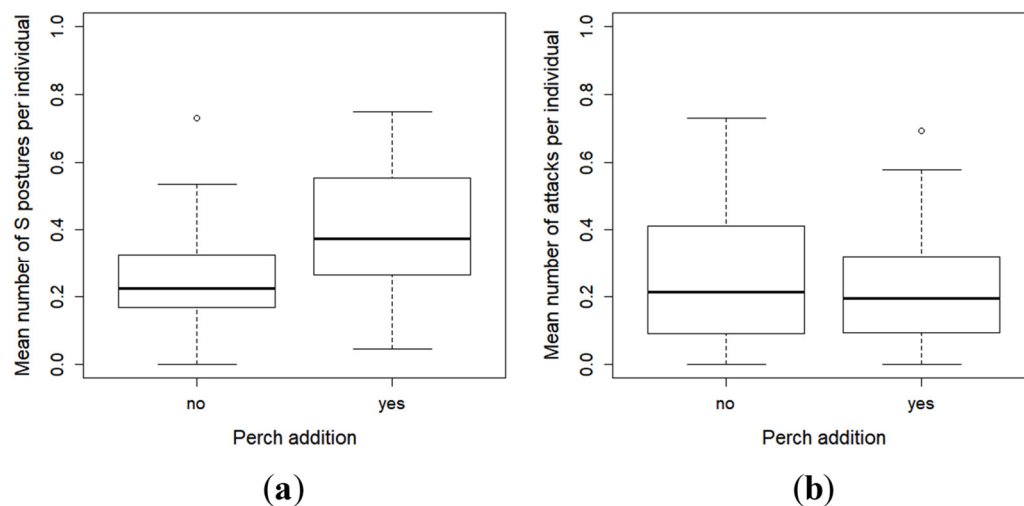 Mean number of S postures per individual
1.0
0.8
0.6
0.4
0.2
0.0
no yes
Perch addition
(a)
Mean number of attacks per individual
1.0
0.8
0.6
0.4
0.2
0.0
no yes
Perch addition
(b)